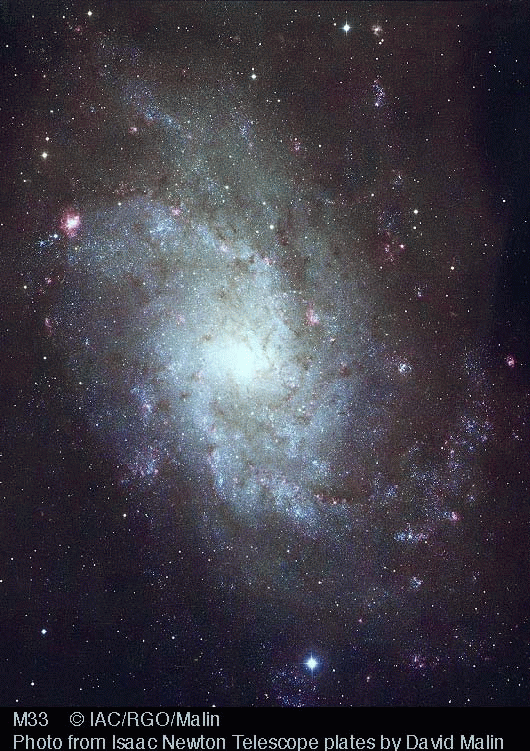 M33 © IAC/RGO/Malin
Photo from Isaac Newton Telescope plates by David Malin